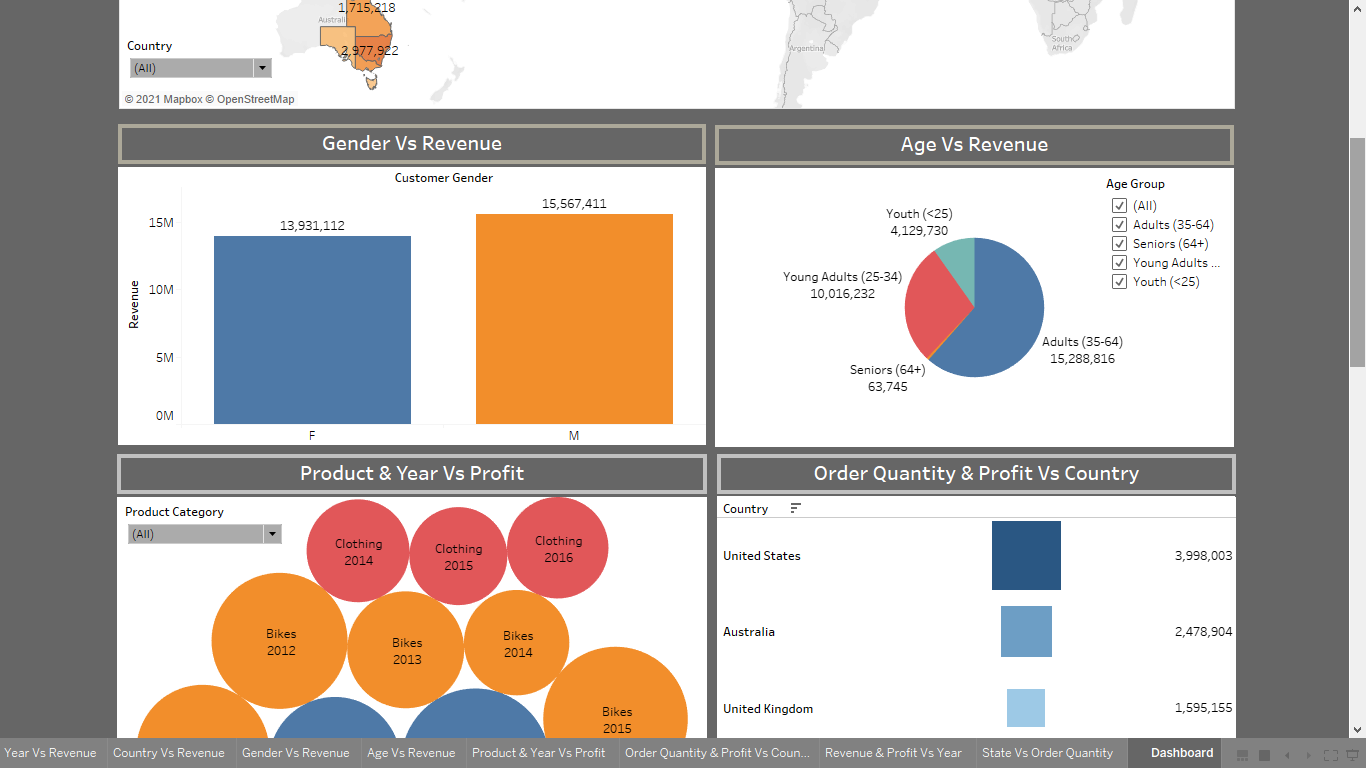 1,715,218
Australi
2,977,922
Argentina
South
Africa
Country
(All)
© 2021 Mapbox © OpenStreetMap
Gender Vs Revenue
Customer Gender
Revenue
15M
10M
5M
0M
13,931,112
15,567,411
F
M
Age Vs Revenue
Youth (<25)
4,129,730
Young Adults (25-34)
10,016,232
Seniors (64+)
63,745
Adults (35-64)
15,288,816
Age Group
(All)
Adults (35-64)
Seniors (64+)
Young Adults ...
Youth (<25)
Product & Year Vs Profit
Product Category
(All)
Clothing
2014
Clothing
2015
Clothing
2016
Bikes
2012
Bikes
2013
Bikes
2014
Bikes
2015
Order Quantity & Profit Vs Country
Country
United States
3,998,003
Australia
2,478,904
United Kingdom
1,595,155
Year Vs Revenue
Country Vs Revenue
Gender Vs Revenue
Age Vs Revenue
Product & Year Vs Profit
Order Quantity & Profit Vs Coun...
Revenue & Profit Vs Year
State Vs Order Quantity
Dashboard